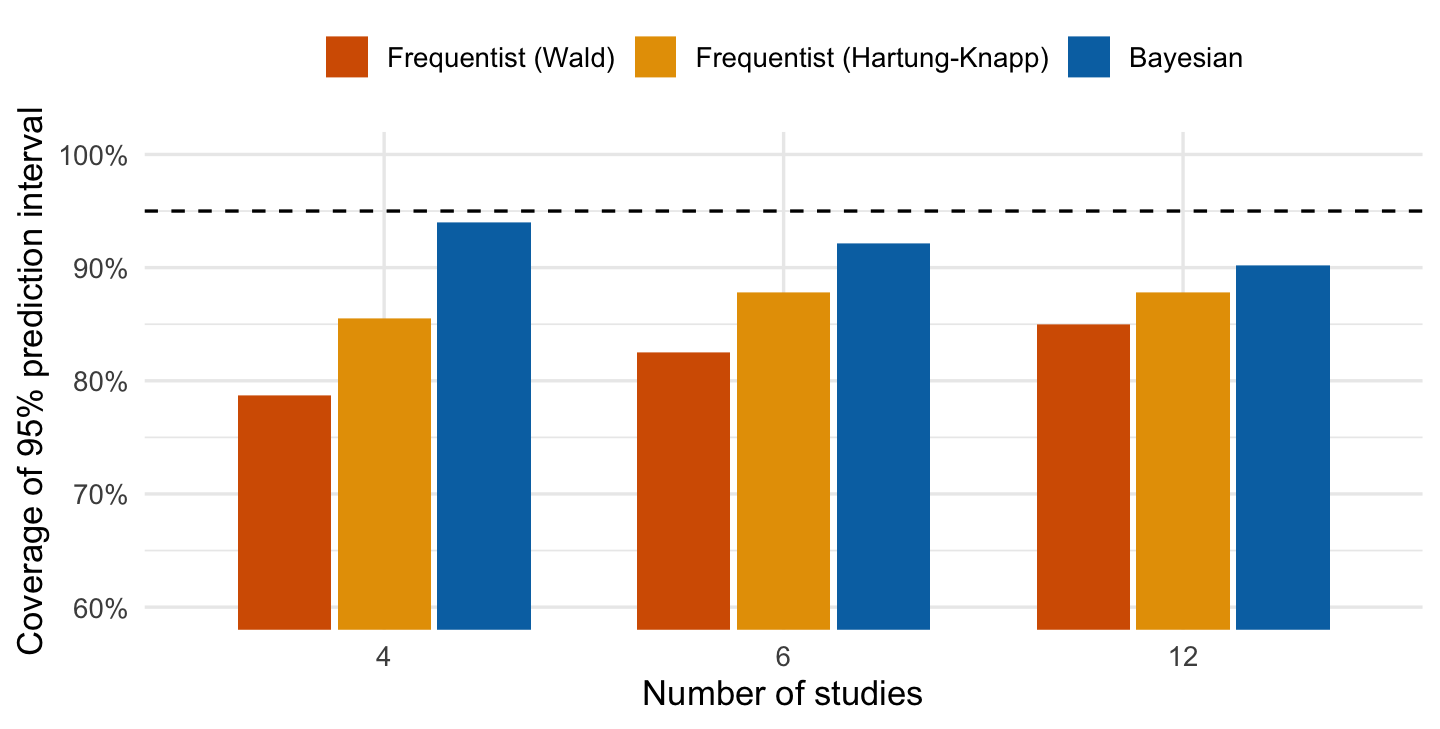 Frequentist (Wald) Frequentist (Hartung-Knapp) Bayesian
Coverage of 95% prediction interval
100%
90%
80%
70%
60%
4 6 12
Number of studies